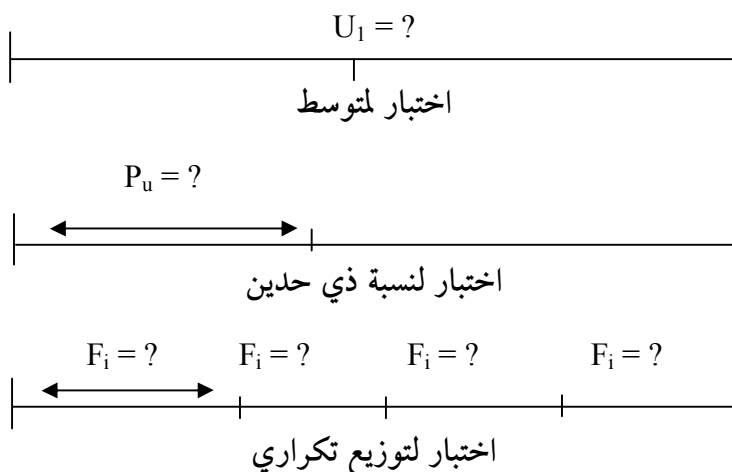 U₁ = ?
اختبار لمتوسط
Pᵤ = ?
اختبار لنسبة ذي حدين
Fᵢ = ? Fᵢ = ? Fᵢ = ? Fᵢ = ?
اختبار لتوزيع تكراري